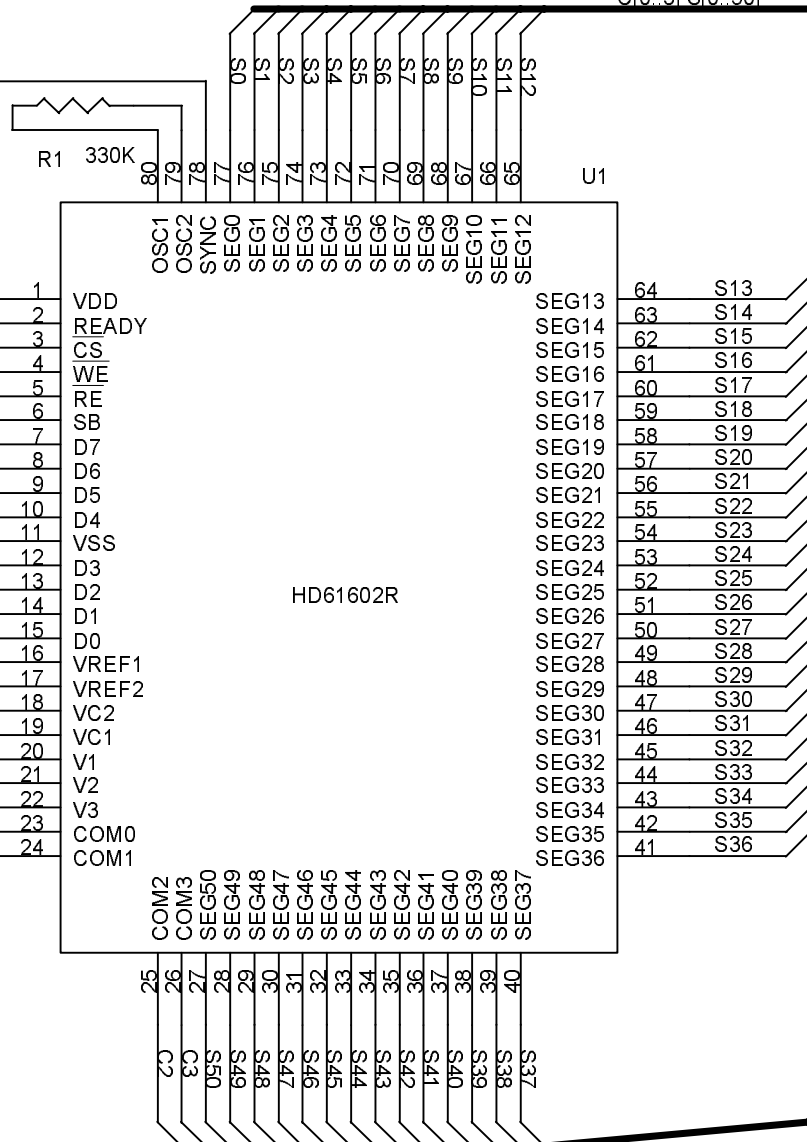 S0 S1 S2 S3 S4 S5 S6 S7 S8 S9 S10 S11 S12
R1 330K
80 79 78 77 76 75 74 73 72 71 70 69 68 67 66 65
U1
OSC1 OSC2 SYNC SEG0 SEG1 SEG2 SEG3 SEG4 SEG5 SEG6 SEG7 SEG8 SEG9 SEG10 SEG11 SEG12
1 VDD SEG13 64 S13
2 READY SEG14 63 S14
3 CS SEG15 62 S15
4 WE SEG16 61 S16
5 RE SEG17 60 S17
6 SB SEG18 59 S18
7 D7 SEG19 58 S19
8 D6 SEG20 57 S20
9 D5 SEG21 56 S21
10 D4 SEG22 55 S22
11 VSS SEG23 54 S23
12 D3 SEG24 53 S24
13 D2 SEG25 52 S25
HD61602R
14 D1 SEG26 51 S26
15 D0 SEG27 50 S27
16 VREF1 SEG28 49 S28
17 VREF2 SEG29 48 S29
18 VC2 SEG30 47 S30
19 VC1 SEG31 46 S31
20 V1 SEG32 45 S32
21 V2 SEG33 44 S33
22 V3 SEG34 43 S34
23 COM0 SEG35 42 S35
24 COM1 SEG36 41 S36
COM2 COM3 SEG50 SEG49 SEG48 SEG47 SEG46 SEG45 SEG44 SEG43 SEG42 SEG41 SEG40 SEG39 SEG38 SEG37
25 26 27 28 29 30 31 32 33 34 35 36 37 38 39 40
C2 C3 S50 S49 S48 S47 S46 S45 S44 S43 S42 S41 S40 S39 S38 S37